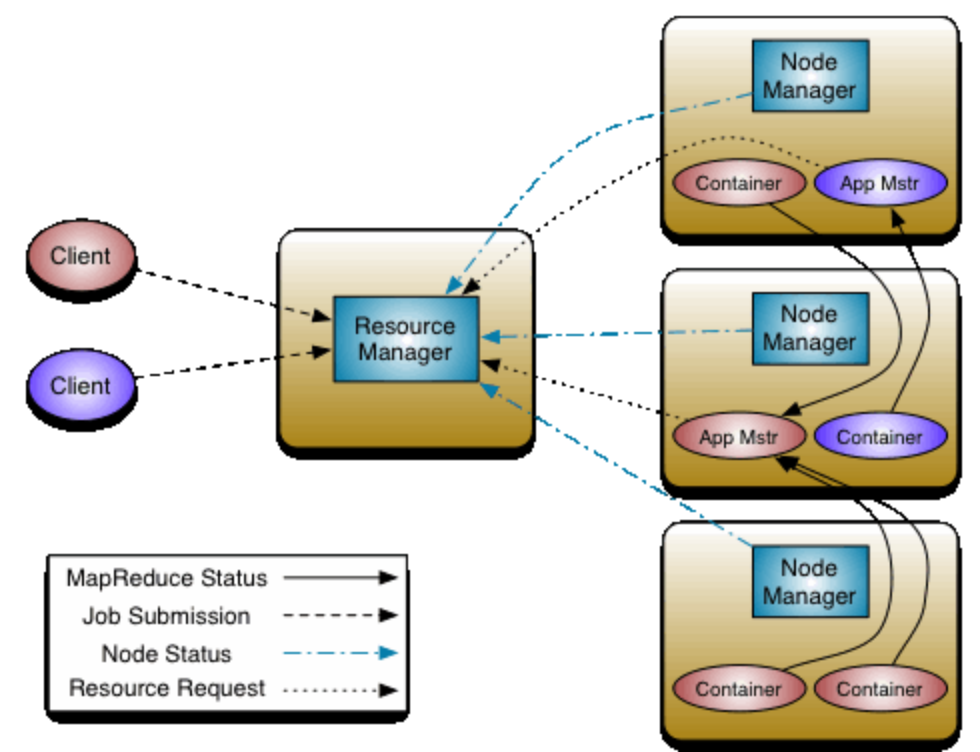 Node
Manager
Container
App Mstr
Client
Resource
Manager
Client
Node
Manager
App Mstr
Container
MapReduce Status
Job Submission
Node Status
Resource Request
Node
Manager
Container
Container